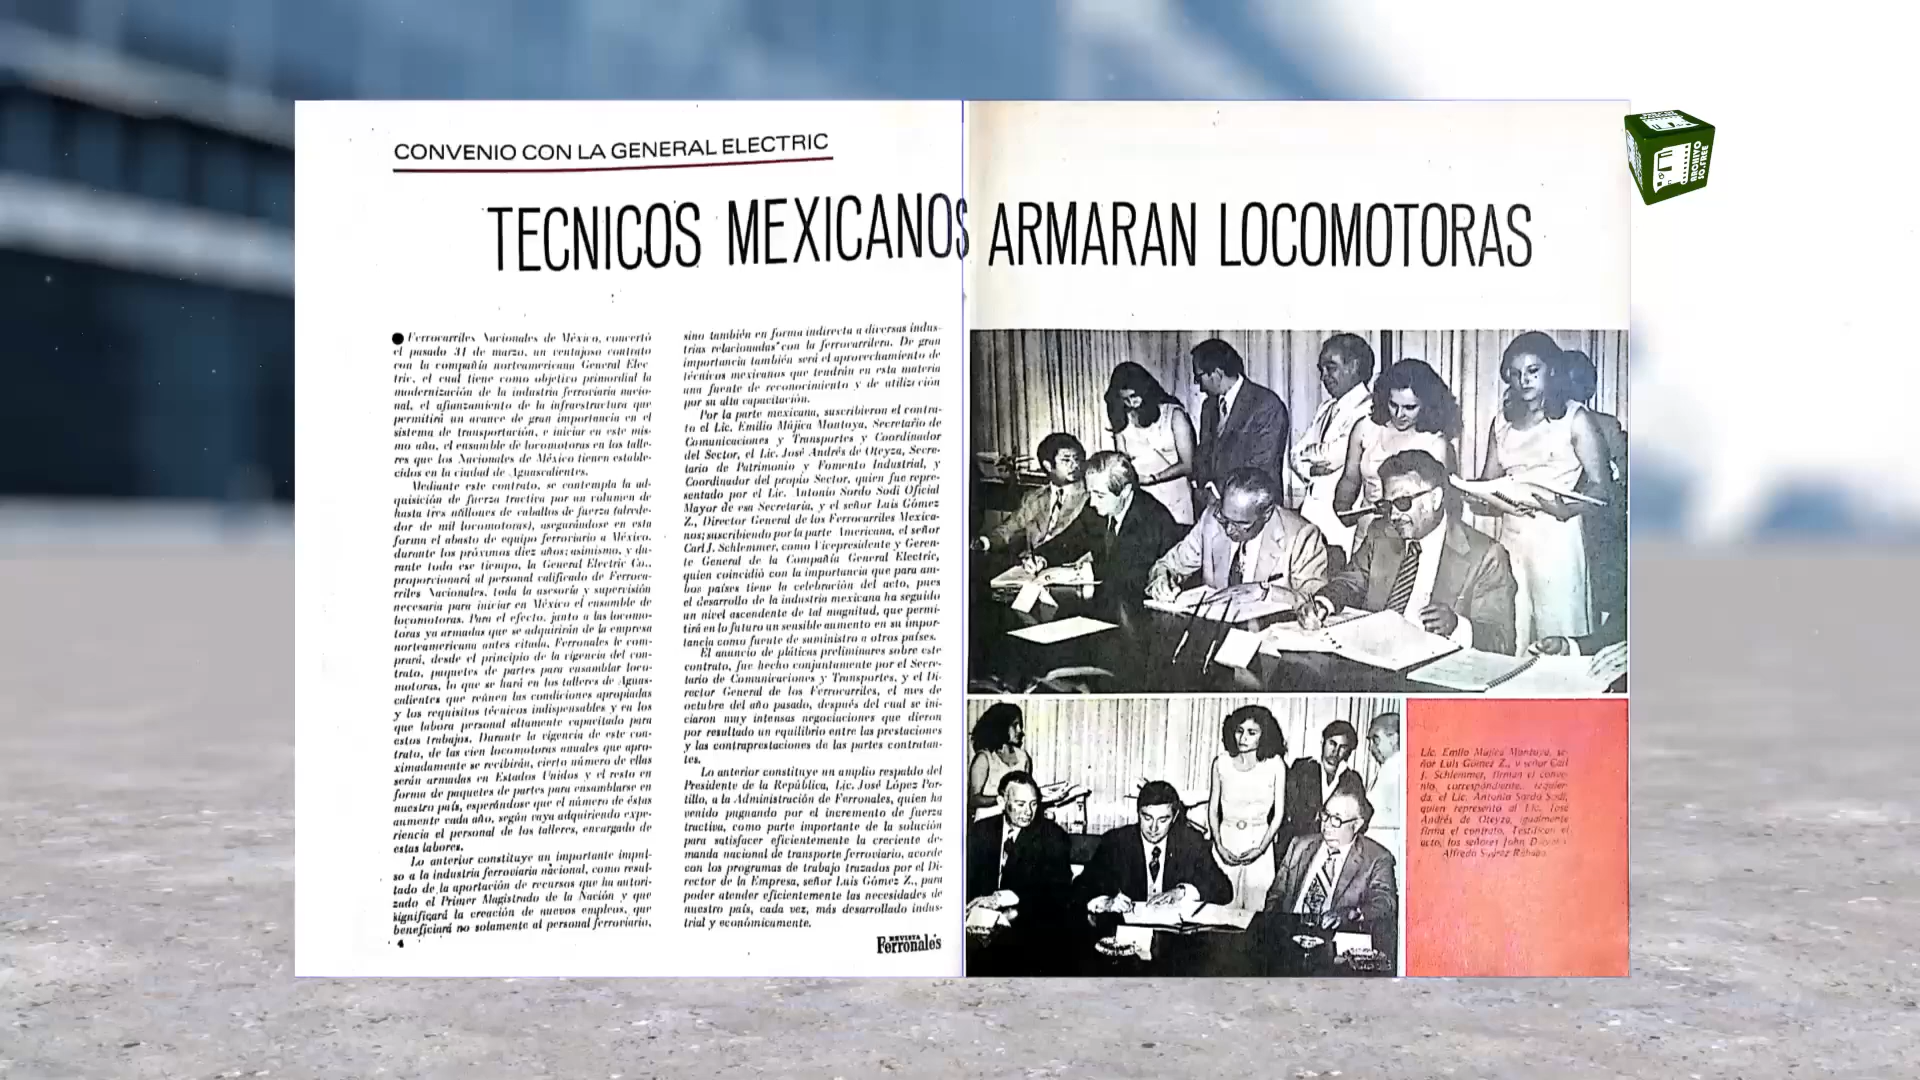 CONVENIO CON LA GENERAL ELECTRIC
TECNICOS MEXICANOS ARMARAN LOCOMOTORAS
Ferrocarriles Nacionales de México, concertó
el pasado 31 de marzo, un ventajoso contrato
con la compañía norteamericana General Elec-
tric, el cual tiene como objetivo primordial la
modernización de la industria ferroviaria nacio-
nal, el afianzamiento de la infraestructura que
permitirá un avance de gran importancia en el
sistema de transportación, e iniciar en este mis-
mo año, el ensamble de locomotoras en los talle-
res que los Nacionales de México tienen estable-
cidos en la ciudad de Aguascalientes.
Mediante este contrato, se contempla la ad-
quisición de fuerza tractiva por un volumen de
hasta tres millones de caballos de fuerza (alrede-
dor de mil locomotoras), asegurándose en esta
forma el abasto de equipo ferroviario a México,
durante los próximos diez años; asimismo, y du-
rante todo ese tiempo, la General Electric Co.,
proporcionará al personal calificado de Ferroca-
rriles Nacionales, toda la asesoría y supervisión
necesaria para iniciar en México el ensamble de
locomotoras. Para el efecto, junto a las locomo-
toras ya armadas que se adquirirán de la empresa
norteamericana antes citada, Ferronales le com-
prará, desde el principio de la vigencia del con-
trato, paquetes de partes para ensamblar loco-
motoras, lo que se hará en los talleres de Aguas-
calientes que reúnen las condiciones apropiadas
y los requisitos técnicos indispensables y en los
que labora personal altamente capacitado para
estos trabajos. Durante la vigencia de este con-
trato, de las cien locomotoras anuales que apro-
ximadamente se recibirán, cierto número de ellas
serán armadas en Estados Unidos y el resto en
forma de paquetes de partes para ensamblarse en
nuestro país, esperándose que el número de éstas
aumente cada año, según vaya adquiriendo expe-
riencia el personal de los talleres, encargado de
estas labores.
Lo anterior constituye un importante impul-
so a la industria ferroviaria nacional, como resul-
tado de la aportación de recursos que ha autori-
zado el Primer Magistrado de la Nación y que
significará la creación de nuevos empleos, que
beneficiará no solamente al personal ferroviario,
4
sino también en forma indirecta a diversas indus-
trias relacionadas con la ferrocarrilera. De gran
importancia también será el aprovechamiento de
técnicos mexicanos que tendrán en esta materia
una fuente de reconocimiento y de utilización
por su alta capacitación.
Por la parte mexicana, suscribieron el contra-
to el Lic. Emilio Mújica Montoya, Secretario de
Comunicaciones y Transportes y Coordinador
del Sector, el Lic. José Andrés de Oteyza, Secre-
tario de Patrimonio y Fomento Industrial, y
Coordinador del propio Sector, quien fue repre-
sentado por el Lic. Antonio Sordo Sodi Oficial
Mayor de esa Secretaría, y el señor Luis Gómez
Z., Director General de los Ferrocarriles Mexica-
nos; suscribiendo por la parte Americana, el señor
Carl J. Schlemmer, como Vicepresidente y Geren-
te General de la Compañía General Electric,
quien coincidió con la importancia que para am-
bos países tiene la celebración del acto, pues
el desarrollo de la industria mexicana ha seguido
un nivel ascendente de tal magnitud, que permi-
tirá en lo futuro un sensible aumento en su impor-
tancia como fuente de suministro a otros países.
El anuncio de pláticas preliminares sobre este
contrato, fue hecho conjuntamente por el Secre-
tario de Comunicaciones y Transportes, y el Di-
rector General de los Ferrocarriles, el mes de
octubre del año pasado, después del cual se ini-
ciaron muy intensas negociaciones que dieron
por resultado un equilibrio entre las prestaciones
y las contraprestaciones de las partes contratan-
tes.
Lo anterior constituye un amplio respaldo del
Presidente de la República, Lic. José López Por-
tillo, a la Administración de Ferronales, quien ha
venido pugnando por el incremento de fuerza
tractiva, como parte importante de la solución
para satisfacer eficientemente la creciente de-
manda nacional de transporte ferroviario, acorde
con los programas de trabajo trazados por el Di-
rector de la Empresa, señor Luis Gómez Z., para
poder atender eficientemente las necesidades de
nuestro país, cada vez, más desarrollado indus-
trial y económicamente.
REVISTA
Ferronales
Lic. Emilio Mújica Montoya, se-
ñor Luis Gómez Z., y señor Carl
J. Schlemmer, firman el conve-
nio correspondiente. Izquier-
da, el Lic. Antonio Sordo Sodi,
quien representó al Lic. José
Andrés de Oteyza, igualmente
firma el contrato. Testifican el
acto, los señores John
Alfredo Suárez
ARCHIVO
SO.FREE